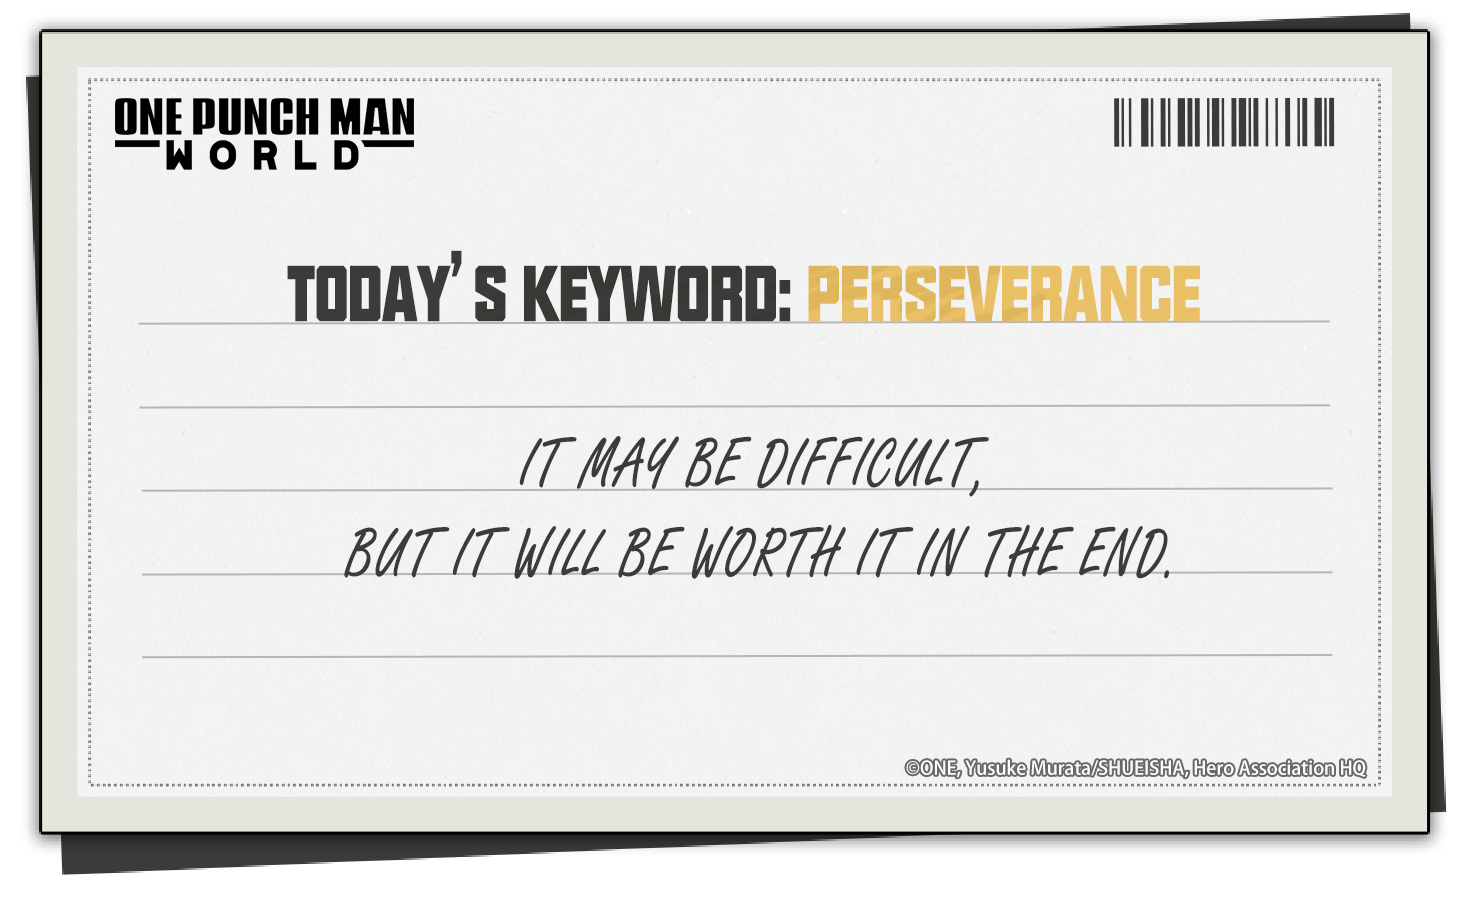 ONE PUNCH MAN
WORLD
TODAY'S KEYWORD: PERSEVERANCE
IT MAY BE DIFFICULT,
BUT IT WILL BE WORTH IT IN THE END.
©ONE, Yusuke Murata/SHUEISHA, Hero Association HQ